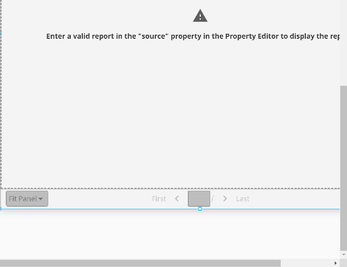 Enter a valid report in the "source" property in the Property Editor to display the rep
Fit Panel
First / Last